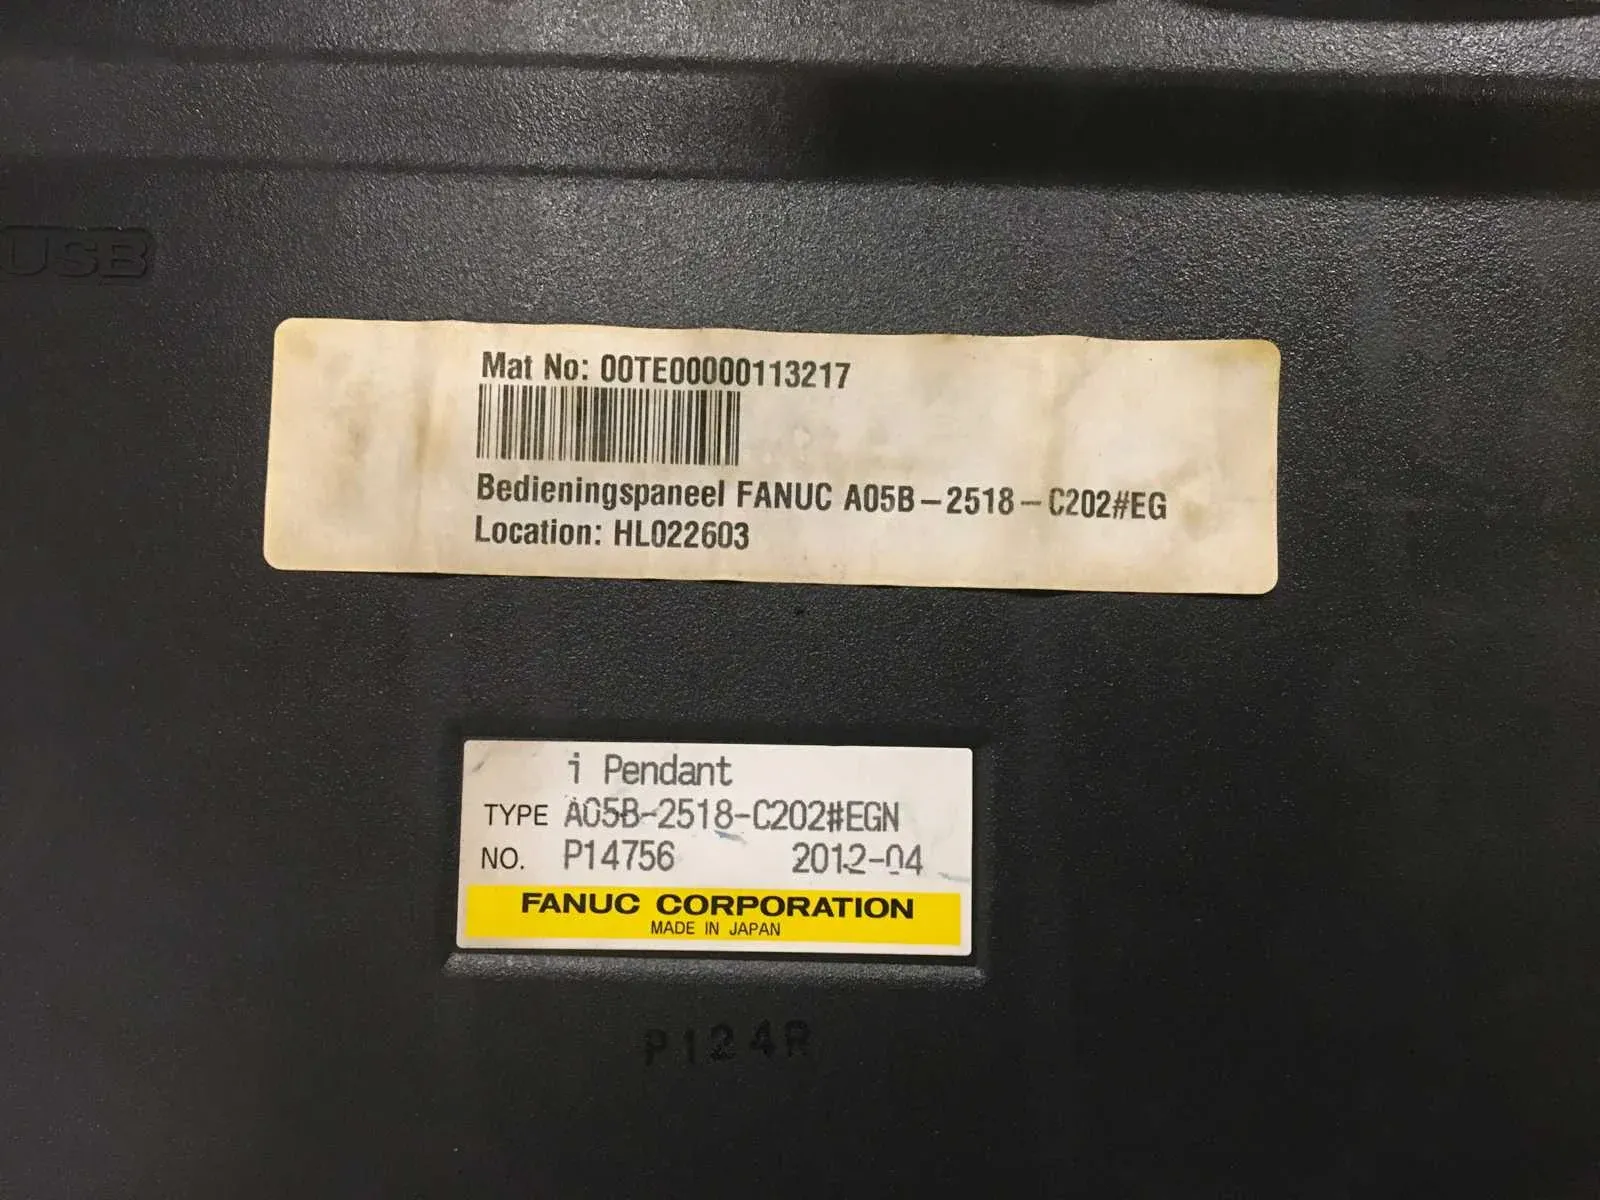 USB
Mat No: 00TE00000113217
Bedieningspaneel FANUC A05B-2518-C202#EG
Location: HL022603
i Pendant
TYPE A05B-2518-C202#EGN
NO. P14756 2012-04
FANUC CORPORATION
MADE IN JAPAN
P124R